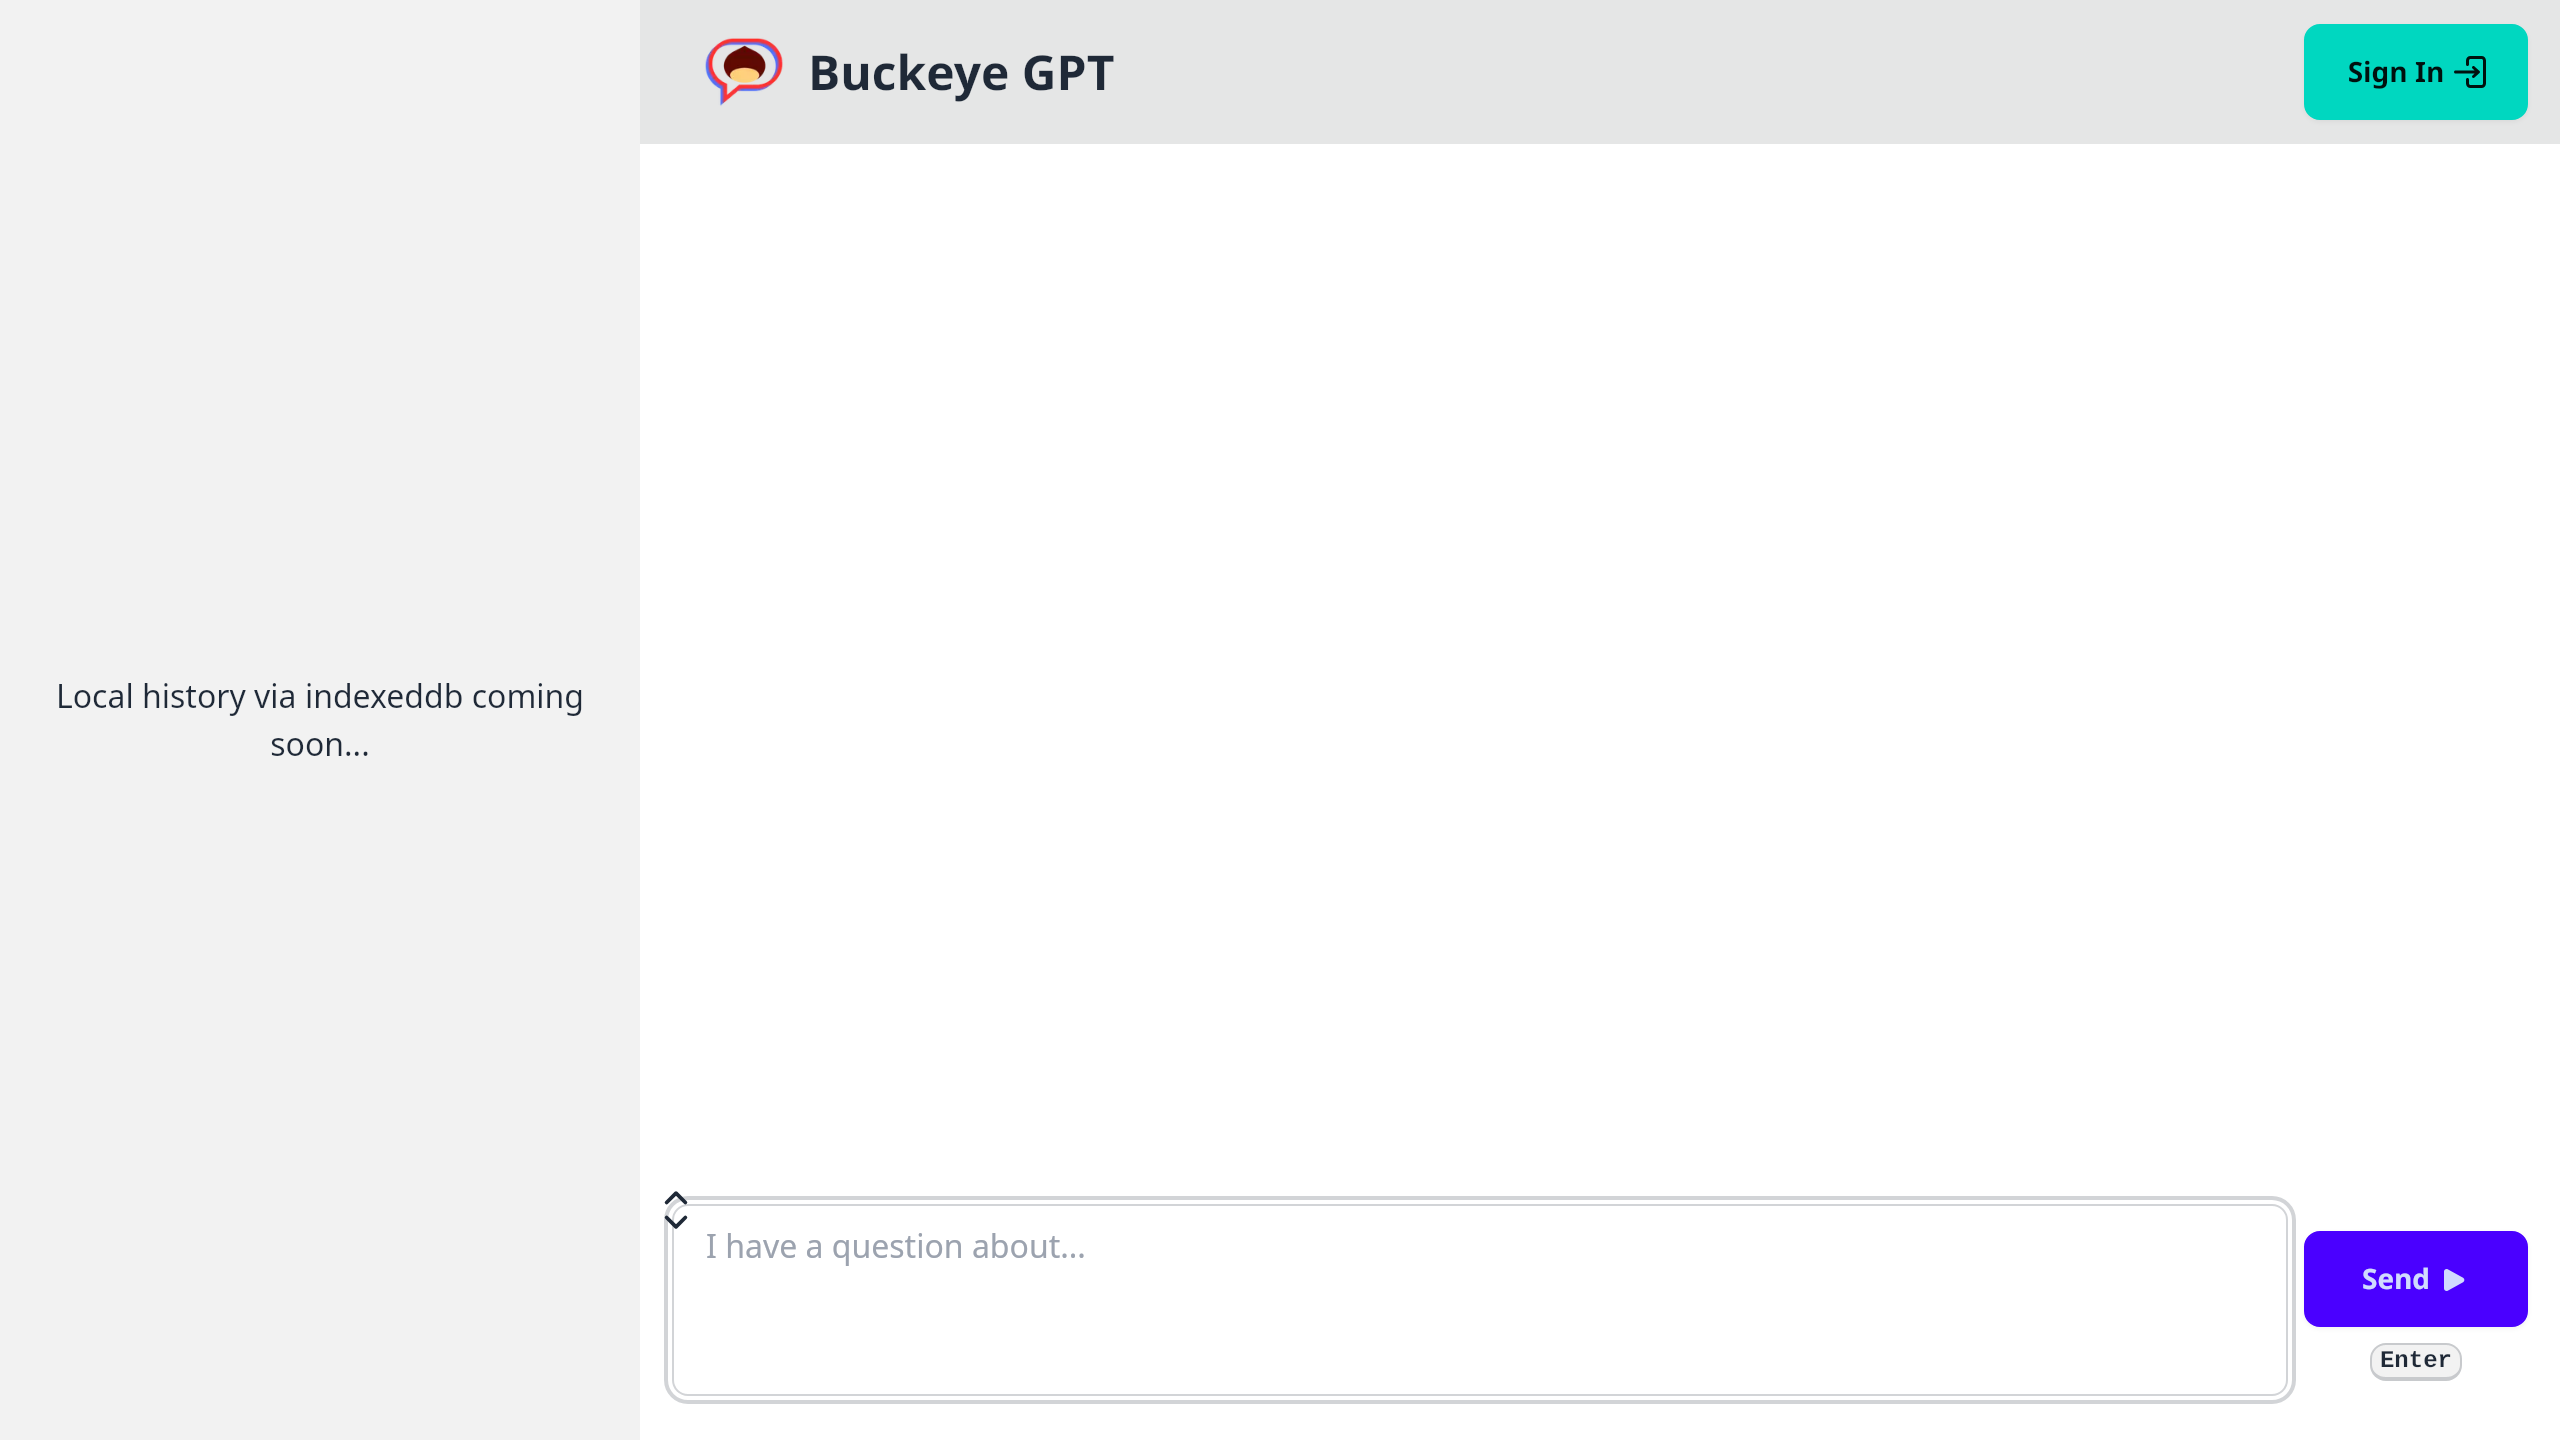 Buckeye GPT
Sign In
Local history via indexeddb coming
soon...
I have a question about...
Send
Enter